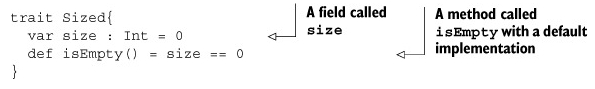 trait Sized{
var size : Int = 0
def isEmpty() = size == 0
}
A field called
size
A method called
isEmpty with a default
implementation